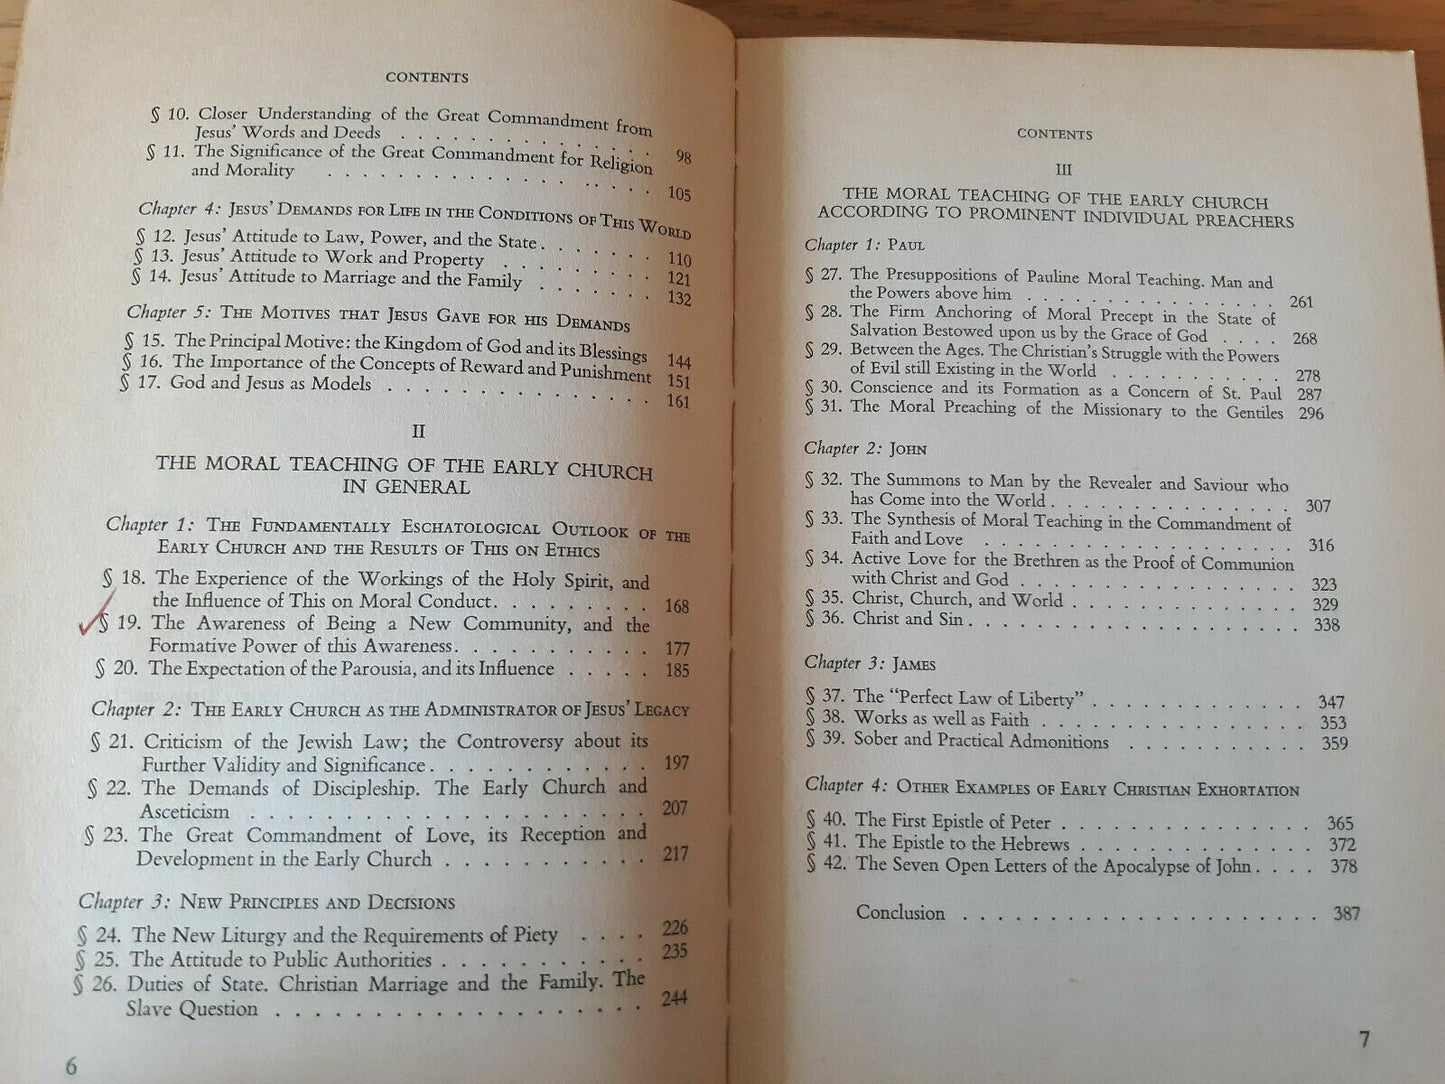 CONTENTS
§ 10. Closer Understanding of the Great Commandment from
Jesus' Words and Deeds . . . . . . . . . . 98
§ 11. The Significance of the Great Commandment for Religion
and Morality . . . . . . . . . . . . . 105
Chapter 4: JESUS' DEMANDS FOR LIFE IN THE CONDITIONS OF THIS WORLD
§ 12. Jesus' Attitude to Law, Power, and the State . . . . . . 110
§ 13. Jesus' Attitude to Work and Property . . . . . . . . 121
§ 14. Jesus' Attitude to Marriage and the Family . . . . . . 132
Chapter 5: THE MOTIVES THAT JESUS GAVE FOR HIS DEMANDS
§ 15. The Principal Motive: the Kingdom of God and its Blessings 144
§ 16. The Importance of the Concepts of Reward and Punishment 151
§ 17. God and Jesus as Models . . . . . . . . . . . 161
II
THE MORAL TEACHING OF THE EARLY CHURCH
IN GENERAL
Chapter 1: THE FUNDAMENTALLY ESCHATOLOGICAL OUTLOOK OF THE
EARLY CHURCH AND THE RESULTS OF THIS ON ETHICS
§ 18. The Experience of the Workings of the Holy Spirit, and
the Influence of This on Moral Conduct. . . . . . . 168
§ 19. The Awareness of Being a New Community, and the
Formative Power of this Awareness. . . . . . . . 177
§ 20. The Expectation of the Parousia, and its Influence . . . . . 185
Chapter 2: THE EARLY CHURCH AS THE ADMINISTRATOR OF JESUS' LEGACY
§ 21. Criticism of the Jewish Law; the Controversy about its
Further Validity and Significance . . . . . . . . . 197
§ 22. The Demands of Discipleship. The Early Church and
Asceticism . . . . . . . . . . . . . . . 207
§ 23. The Great Commandment of Love, its Reception and
Development in the Early Church . . . . . . . . 217
Chapter 3: NEW PRINCIPLES AND DECISIONS
§ 24. The New Liturgy and the Requirements of Piety . . . . 226
§ 25. The Attitude to Public Authorities . . . . . . . . . 235
§ 26. Duties of State. Christian Marriage and the Family. The
Slave Question . . . . . . . . . . . . . . 244
6
CONTENTS
III
THE MORAL TEACHING OF THE EARLY CHURCH
ACCORDING TO PROMINENT INDIVIDUAL PREACHERS
Chapter 1: PAUL
§ 27. The Presuppositions of Pauline Moral Teaching. Man and
the Powers above him . . . . . . . . . . . . . 261
§ 28. The Firm Anchoring of Moral Precept in the State of
Salvation Bestowed upon us by the Grace of God . . . . 268
§ 29. Between the Ages. The Christian's Struggle with the Powers
of Evil still Existing in the World . . . . . . . . . . 278
§ 30. Conscience and its Formation as a Concern of St. Paul 287
§ 31. The Moral Preaching of the Missionary to the Gentiles 296
Chapter 2: JOHN
§ 32. The Summons to Man by the Revealer and Saviour who
has Come into the World . . . . . . . . . . . . 307
§ 33. The Synthesis of Moral Teaching in the Commandment of
Faith and Love . . . . . . . . . . . . . . . 316
§ 34. Active Love for the Brethren as the Proof of Communion
with Christ and God . . . . . . . . . . . . . . 323
§ 35. Christ, Church, and World . . . . . . . . . . . . 329
§ 36. Christ and Sin . . . . . . . . . . . . . . . . 338
Chapter 3: JAMES
§ 37. The "Perfect Law of Liberty" . . . . . . . . . . . 347
§ 38. Works as well as Faith . . . . . . . . . . . . . 353
§ 39. Sober and Practical Admonitions . . . . . . . . . . 359
Chapter 4: OTHER EXAMPLES OF EARLY CHRISTIAN EXHORTATION
§ 40. The First Epistle of Peter . . . . . . . . . . . . . 365
§ 41. The Epistle to the Hebrews . . . . . . . . . . . . 372
§ 42. The Seven Open Letters of the Apocalypse of John . . . . 378
Conclusion . . . . . . . . . . . . . . . . . . 387
7